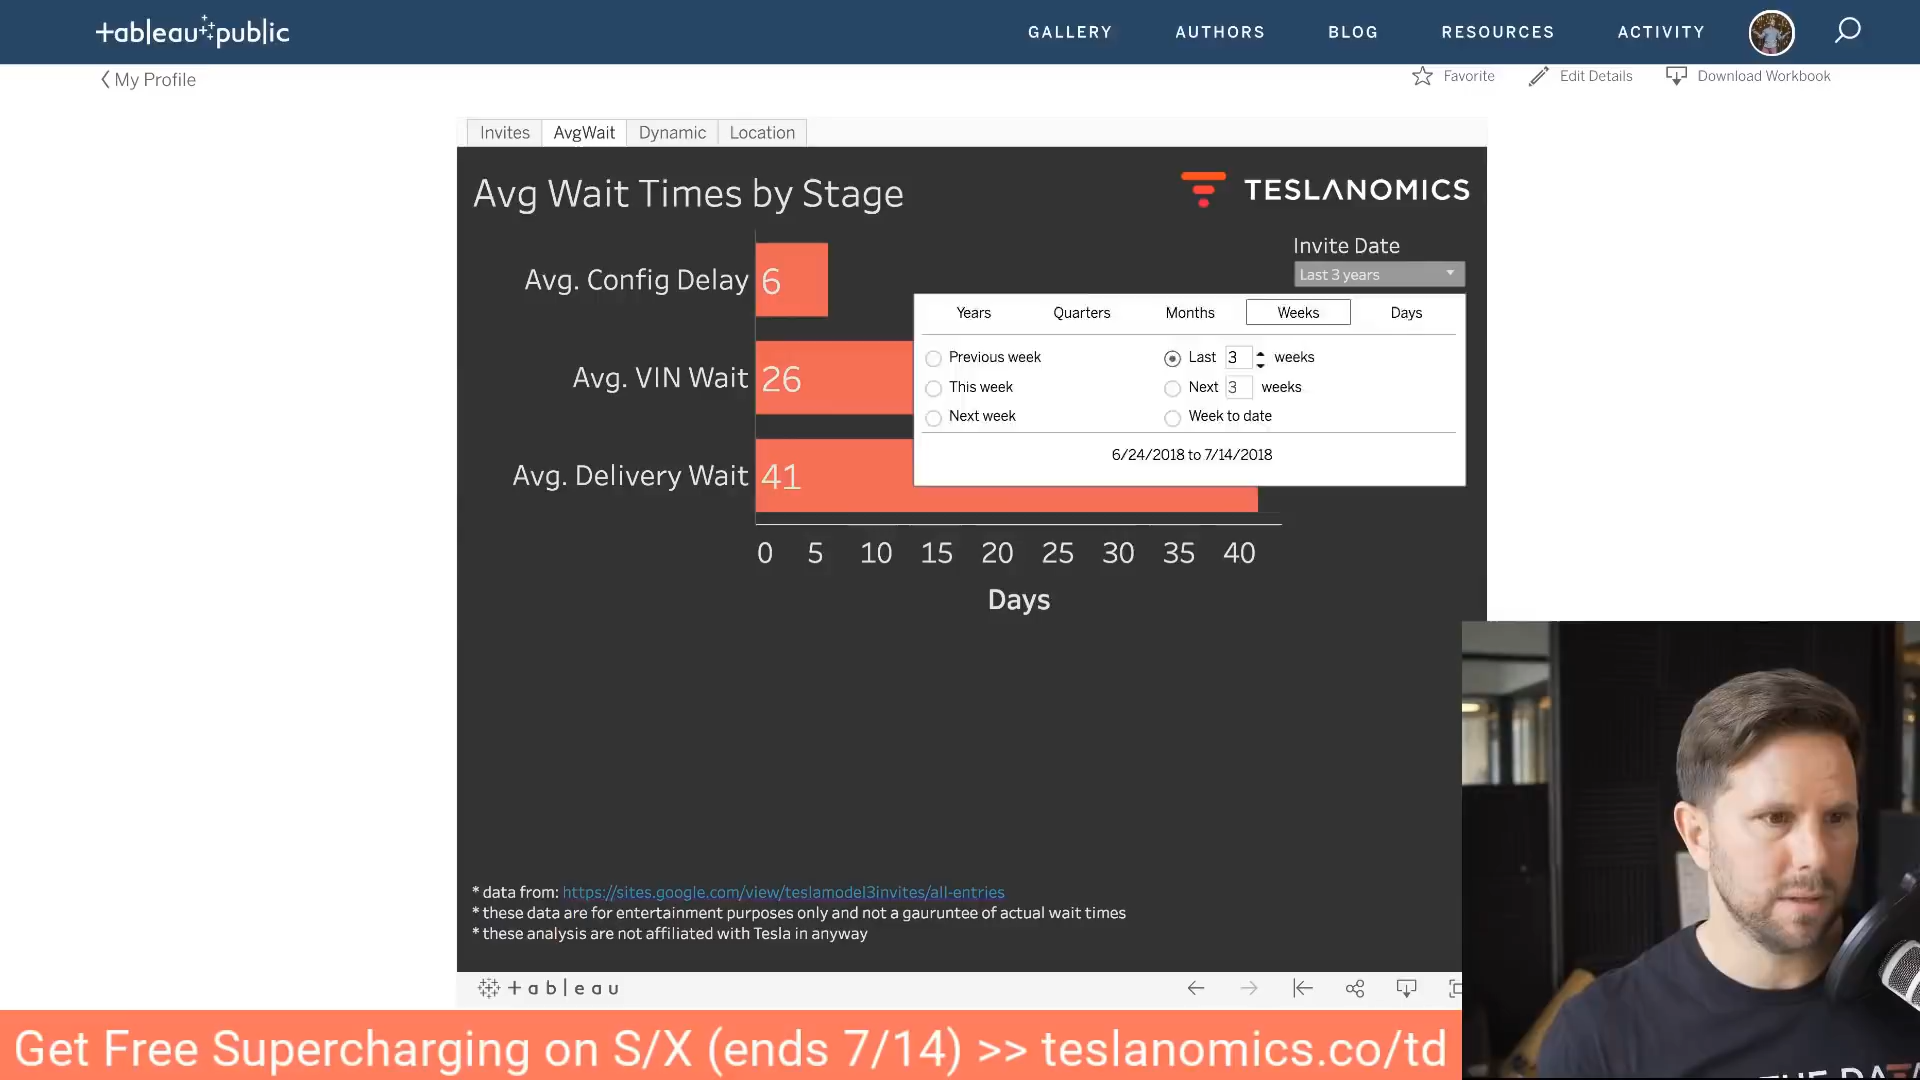 +ableau+public
GALLERY
AUTHORS
BLOG
RESOURCES
ACTIVITY
My Profile
Favorite
Edit Details
Download Workbook
Invites
AvgWait
Dynamic
Location
Avg Wait Times by Stage
TESLANOMICS
Invite Date
Last 3 years
Avg. Config Delay
6
Avg. VIN Wait
26
Avg. Delivery Wait
41
Years
Quarters
Months
Weeks
Days
Previous week
Last 3 weeks
This week
Next 3 weeks
Next week
Week to date
6/24/2018 to 7/14/2018
0 5 10 15 20 25 30 35 40
Days
* data from: https://sites.google.com/view/teslamodel3invites/all-entries
* these data are for entertainment purposes only and not a gauruntee of actual wait times
* these analysis are not affiliated with Tesla in anyway
+ableau
Get Free Supercharging on S/X (ends 7/14) >> teslanomics.co/td
THE DA